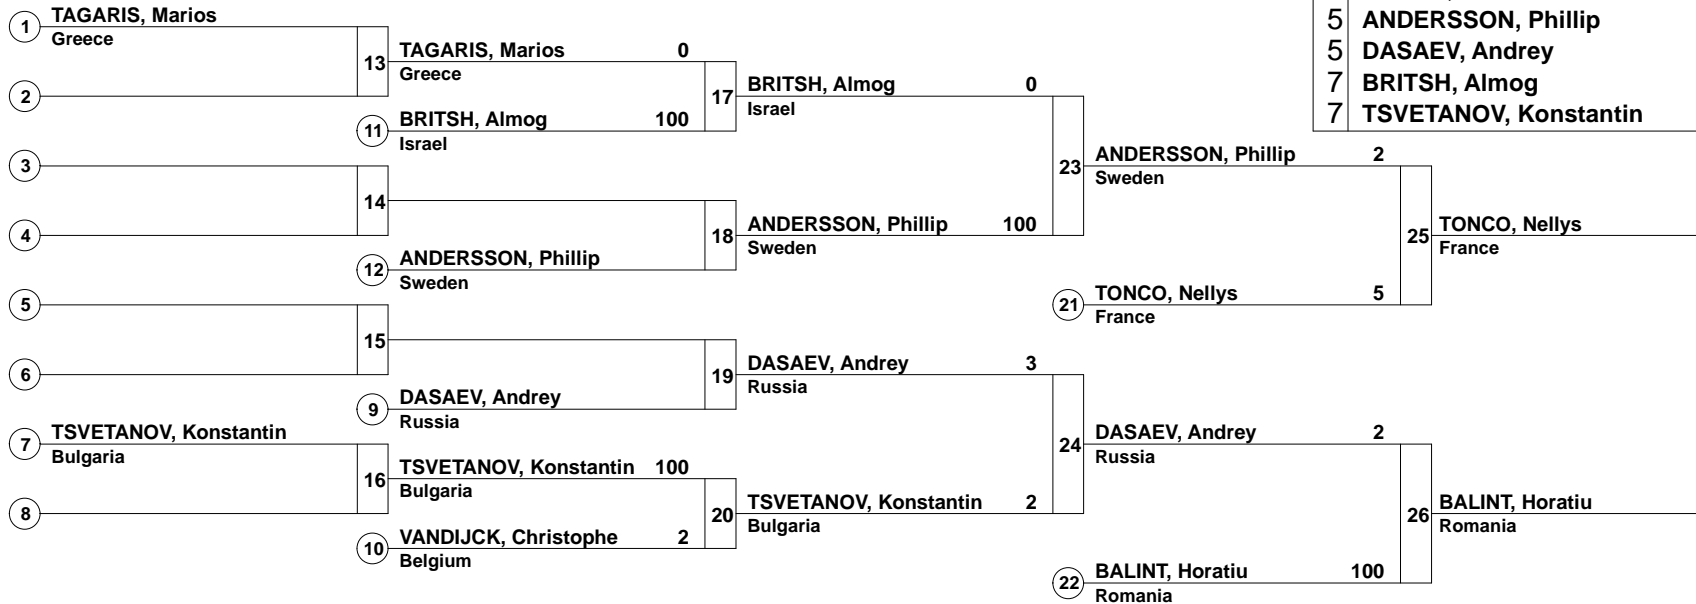 1 TAGARIS, Marios
Greece
2
3
4
5
6
7 TSVETANOV, Konstantin
Bulgaria
8
13 TAGARIS, Marios 0
Greece
11 BRITSH, Almog 100
Israel
14
12 ANDERSSON, Phillip
Sweden
15
9 DASAEV, Andrey
Russia
16 TSVETANOV, Konstantin 100
Bulgaria
10 VANDIJCK, Christophe 2
Belgium
17 BRITSH, Almog 0
Israel
18 ANDERSSON, Phillip 100
Sweden
19 DASAEV, Andrey 3
Russia
20 TSVETANOV, Konstantin 2
Bulgaria
23 ANDERSSON, Phillip 2
Sweden
21 TONCO, Nellys 5
France
24 DASAEV, Andrey 2
Russia
22 BALINT, Horatiu 100
Romania
25 TONCO, Nellys
France
26 BALINT, Horatiu
Romania
5 ANDERSSON, Phillip
5 DASAEV, Andrey
7 BRITSH, Almog
7 TSVETANOV, Konstantin